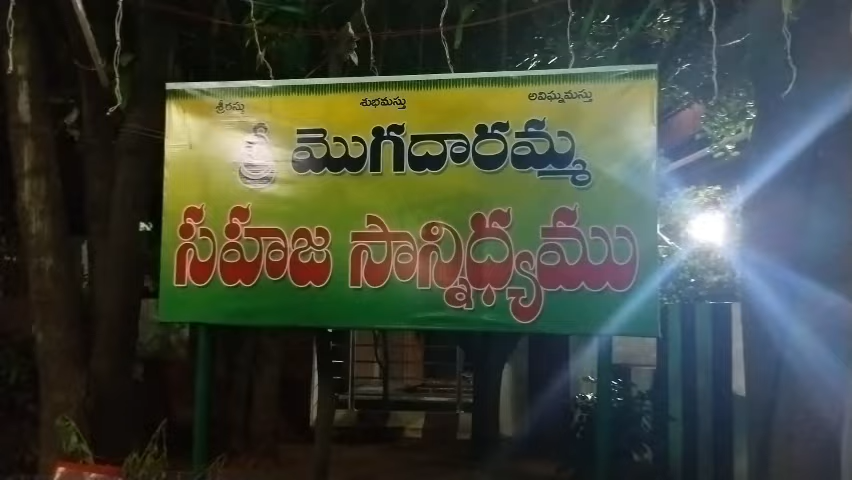 శ్రీరస్తు శుభమస్తు అవిఘ్నమస్తు
శ్రీ మొగదారమ్మ
సహజ సాన్నిధ్యము